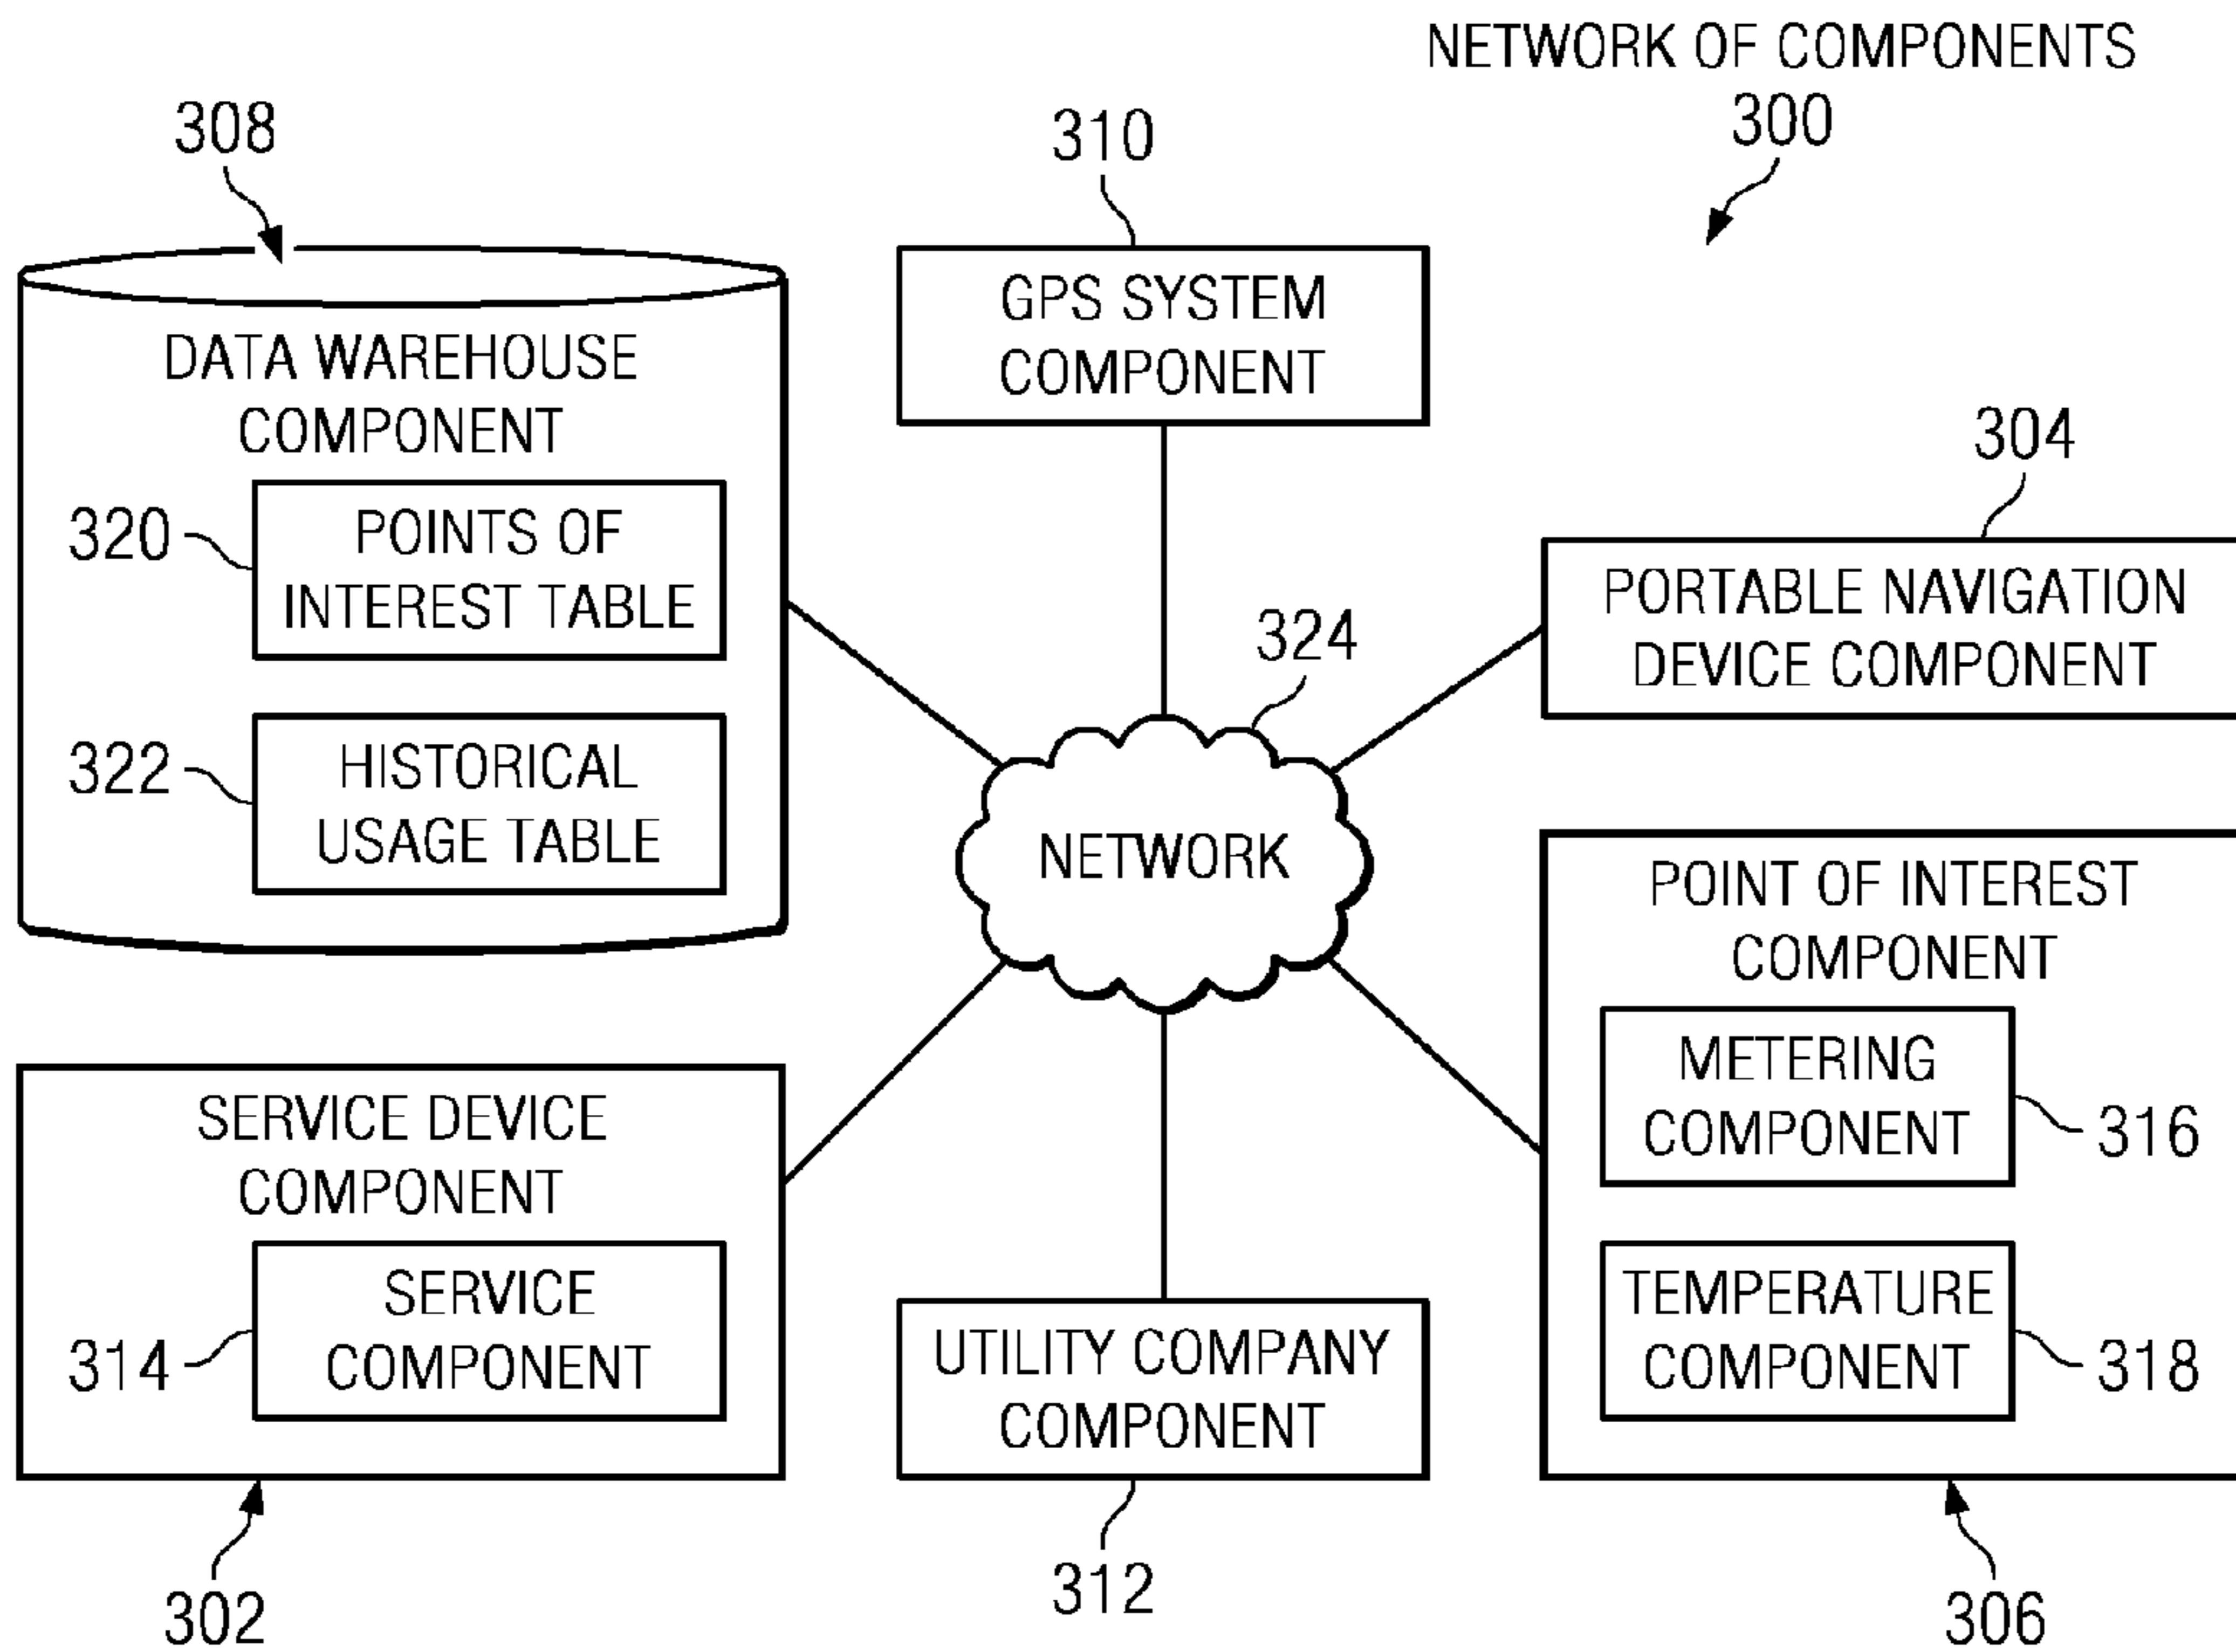 NETWORK OF COMPONENTS
300
308
310
DATA WAREHOUSE
COMPONENT
320
POINTS OF
INTEREST TABLE
322
HISTORICAL
USAGE TABLE
GPS SYSTEM
COMPONENT
304
PORTABLE NAVIGATION
DEVICE COMPONENT
324
NETWORK
POINT OF INTEREST
COMPONENT
METERING
COMPONENT
316
TEMPERATURE
COMPONENT
318
306
SERVICE DEVICE
COMPONENT
SERVICE
COMPONENT
314
302
UTILITY COMPANY
COMPONENT
312